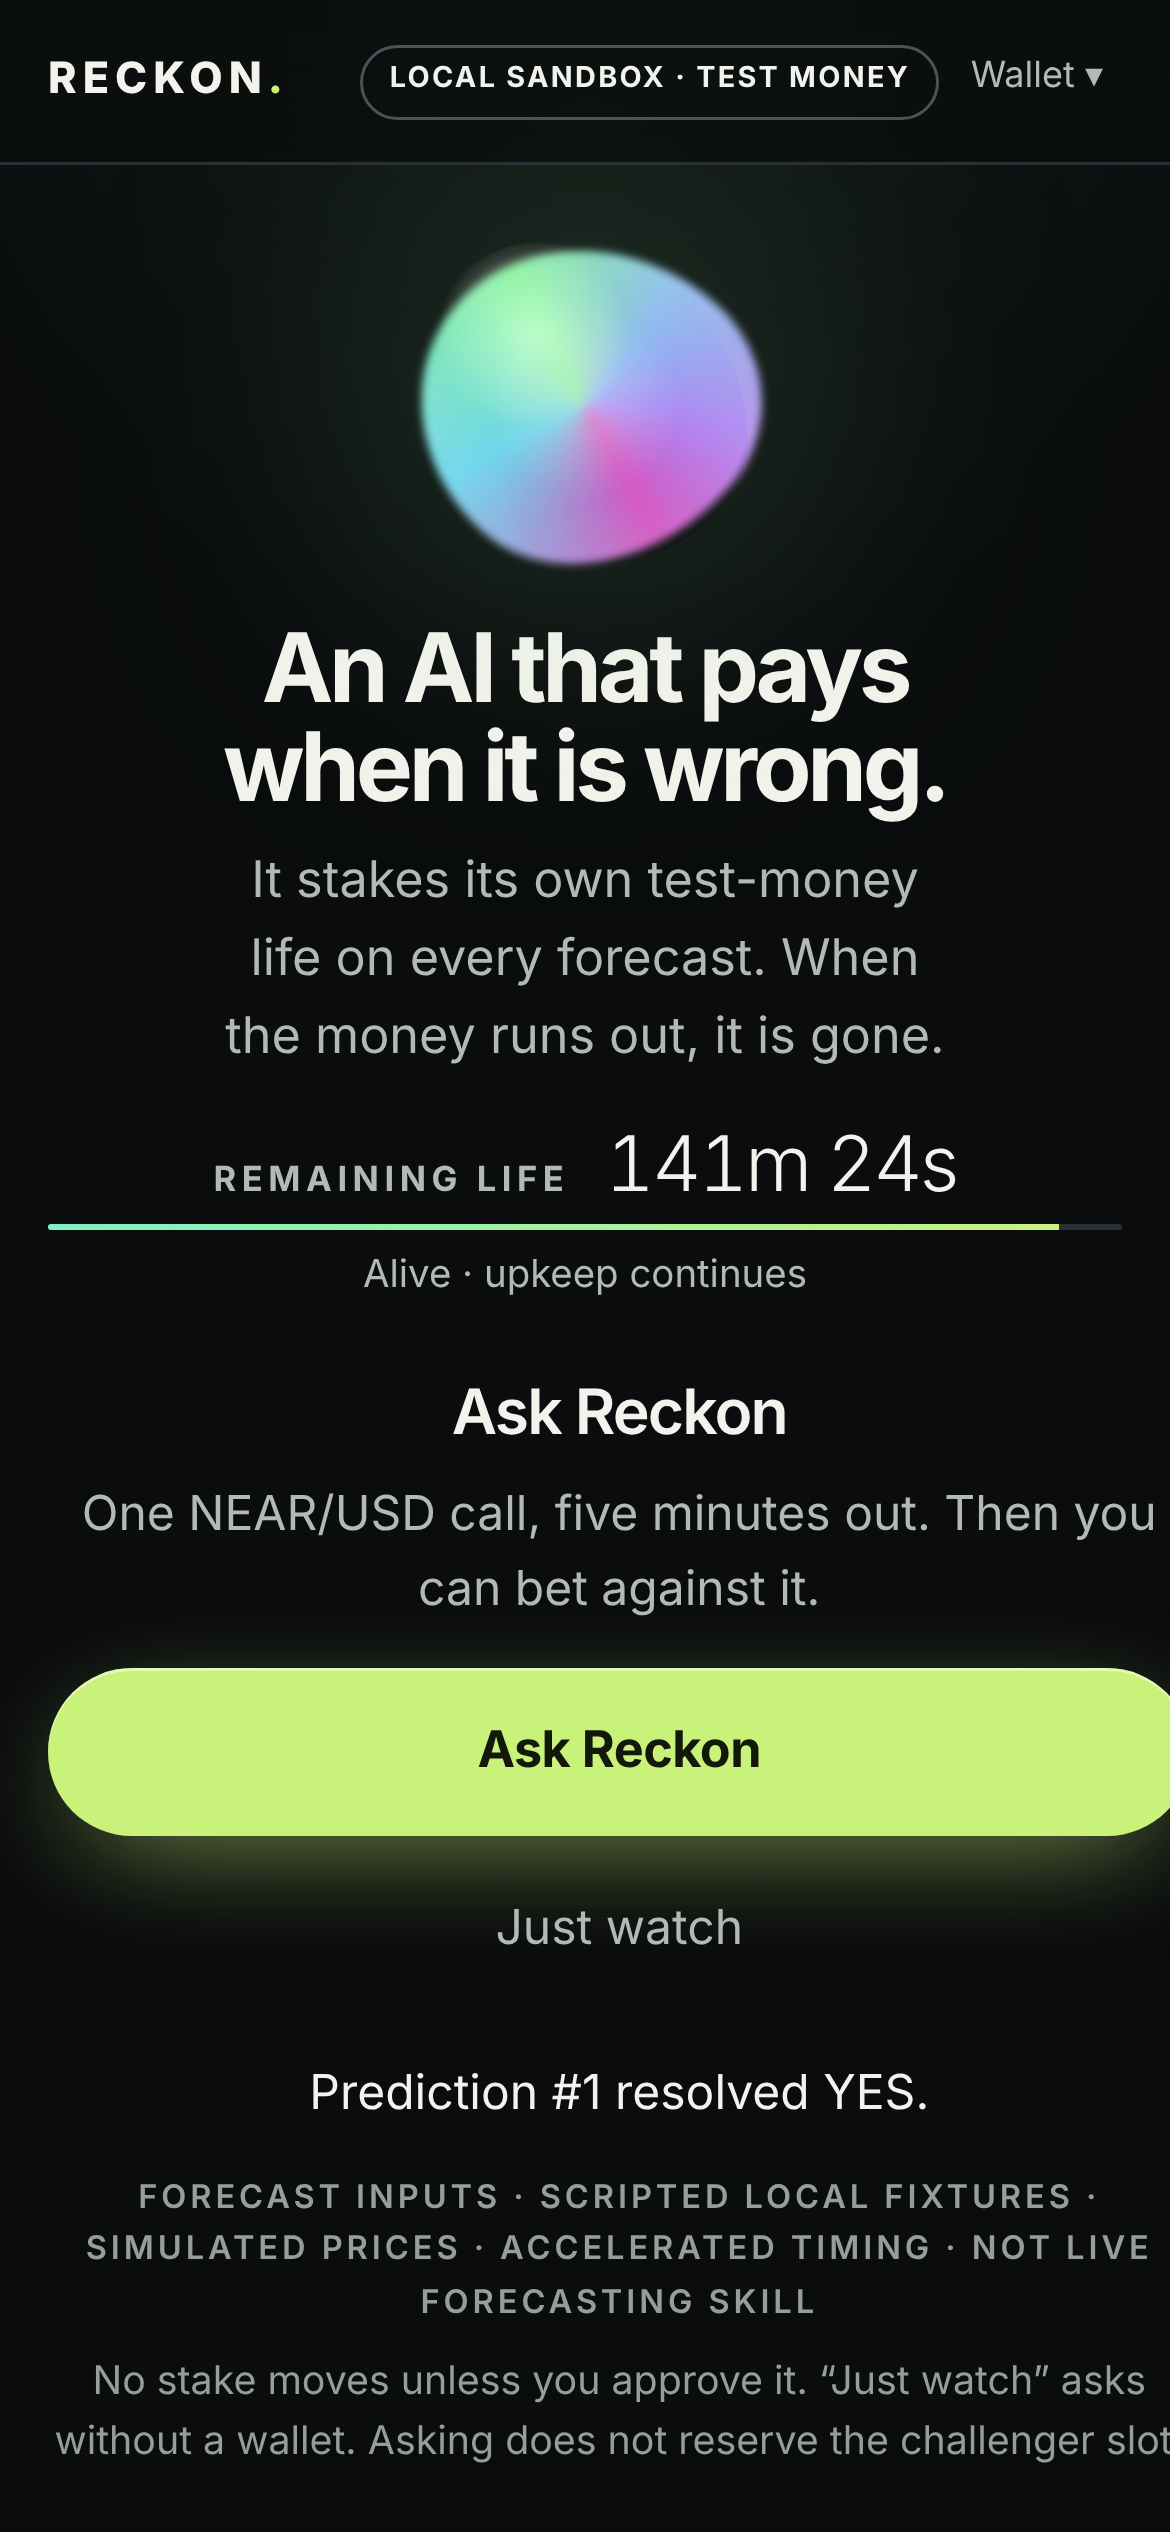 RECKON.
LOCAL SANDBOX · TEST MONEY
Wallet ▾
An AI that pays
when it is wrong.
It stakes its own test-money
life on every forecast. When
the money runs out, it is gone.
REMAINING LIFE 141m 24s
Alive · upkeep continues
Ask Reckon
One NEAR/USD call, five minutes out. Then you
can bet against it.
Ask Reckon
Just watch
Prediction #1 resolved YES.
FORECAST INPUTS · SCRIPTED LOCAL FIXTURES ·
SIMULATED PRICES · ACCELERATED TIMING · NOT LIVE
FORECASTING SKILL
No stake moves unless you approve it. “Just watch” asks
without a wallet. Asking does not reserve the challenger slot